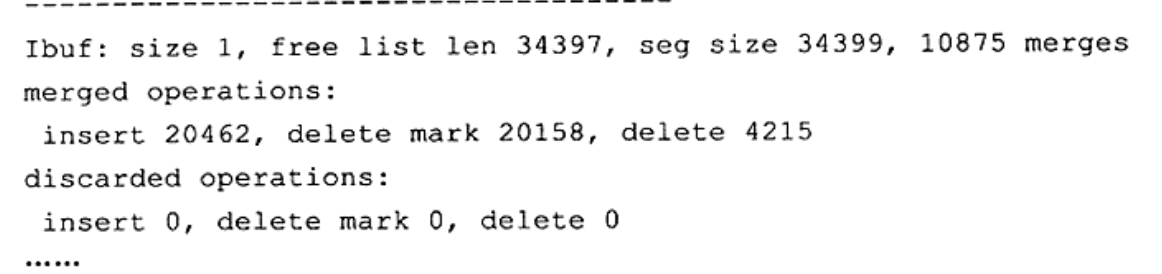 ------------------------------------
Ibuf: size 1, free list len 34397, seg size 34399, 10875 merges
merged operations:
insert 20462, delete mark 20158, delete 4215
discarded operations:
insert 0, delete mark 0, delete 0
……